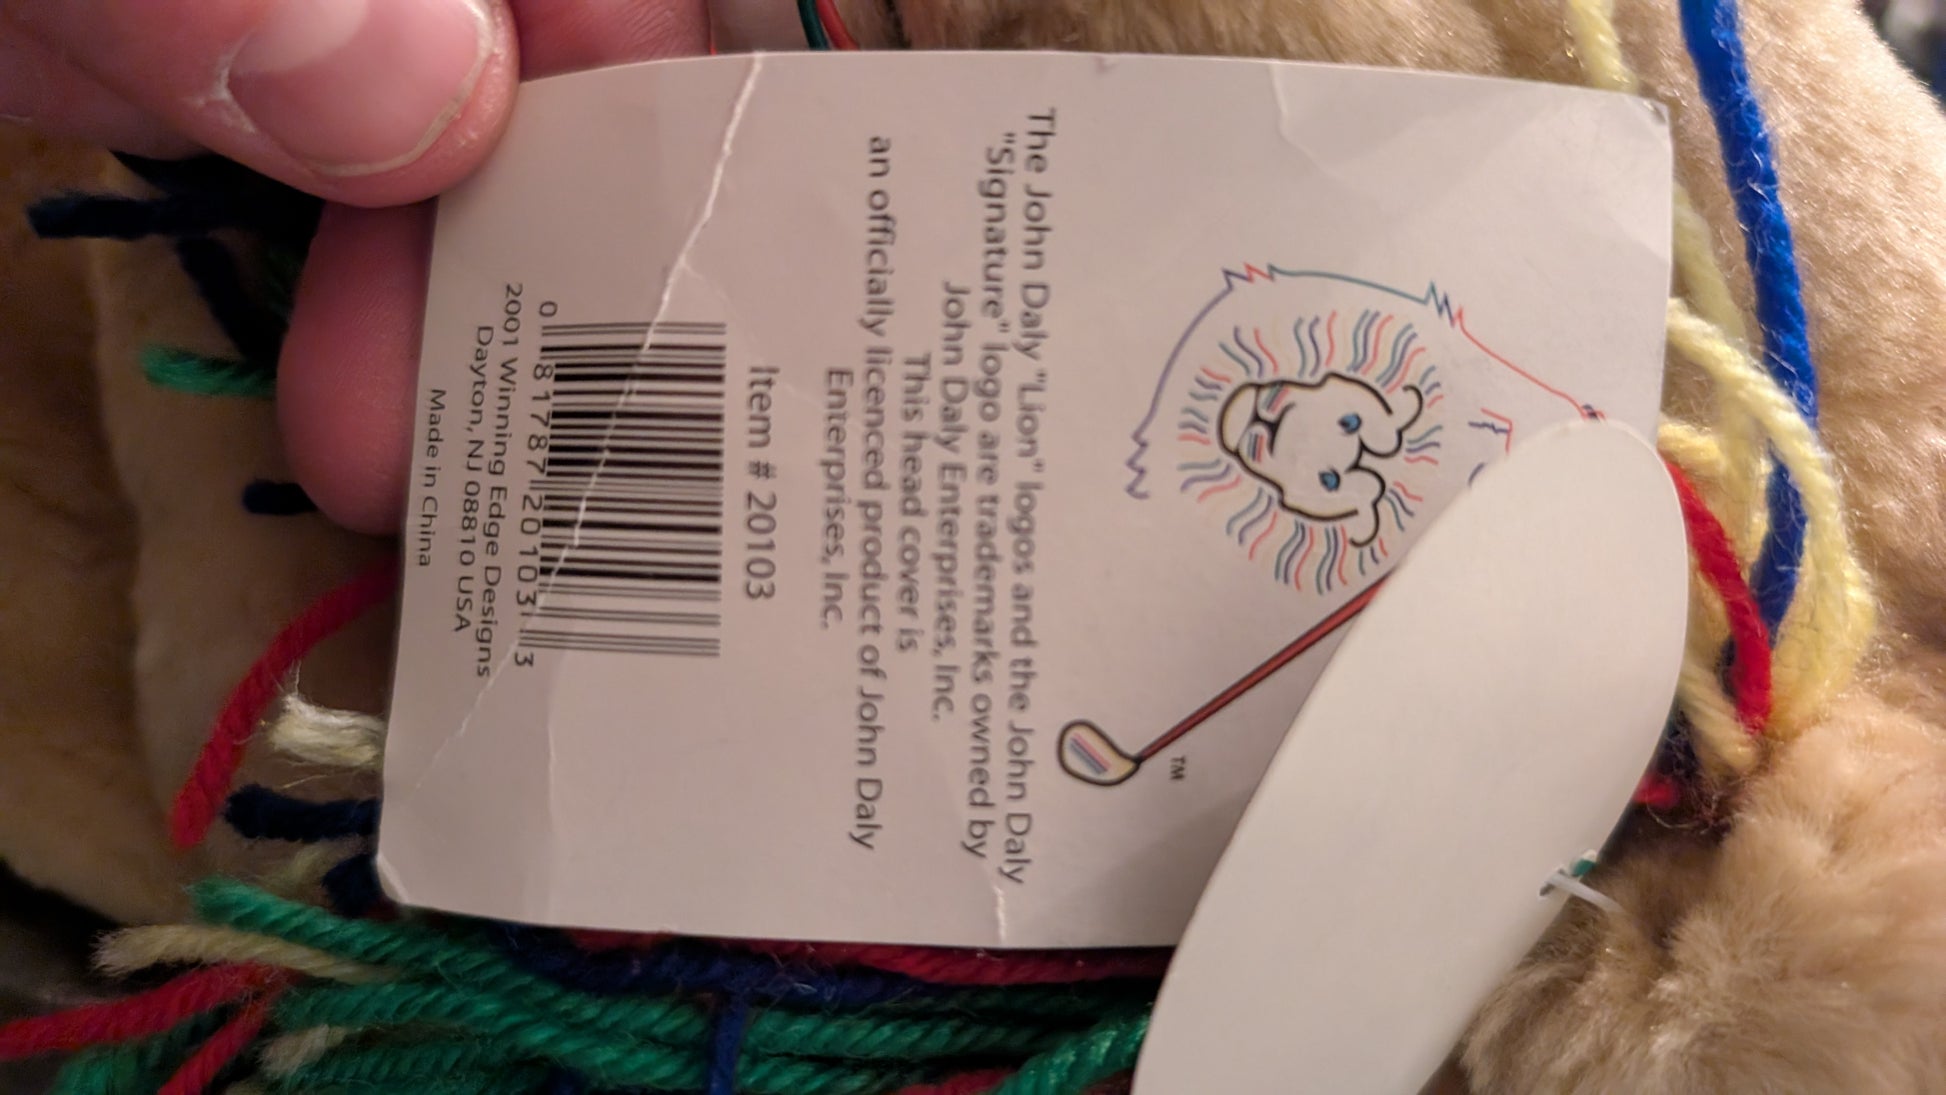 TM
The John Daly "Lion" logos and the John Daly
"Signature" logo are trademarks owned by
John Daly Enterprises, Inc.
This head cover is
an officially licenced product of John Daly
Enterprises, Inc.
Item # 20103
0 81787 20103 3
2001 Winning Edge Designs
Dayton, NJ 08810 USA
Made in China